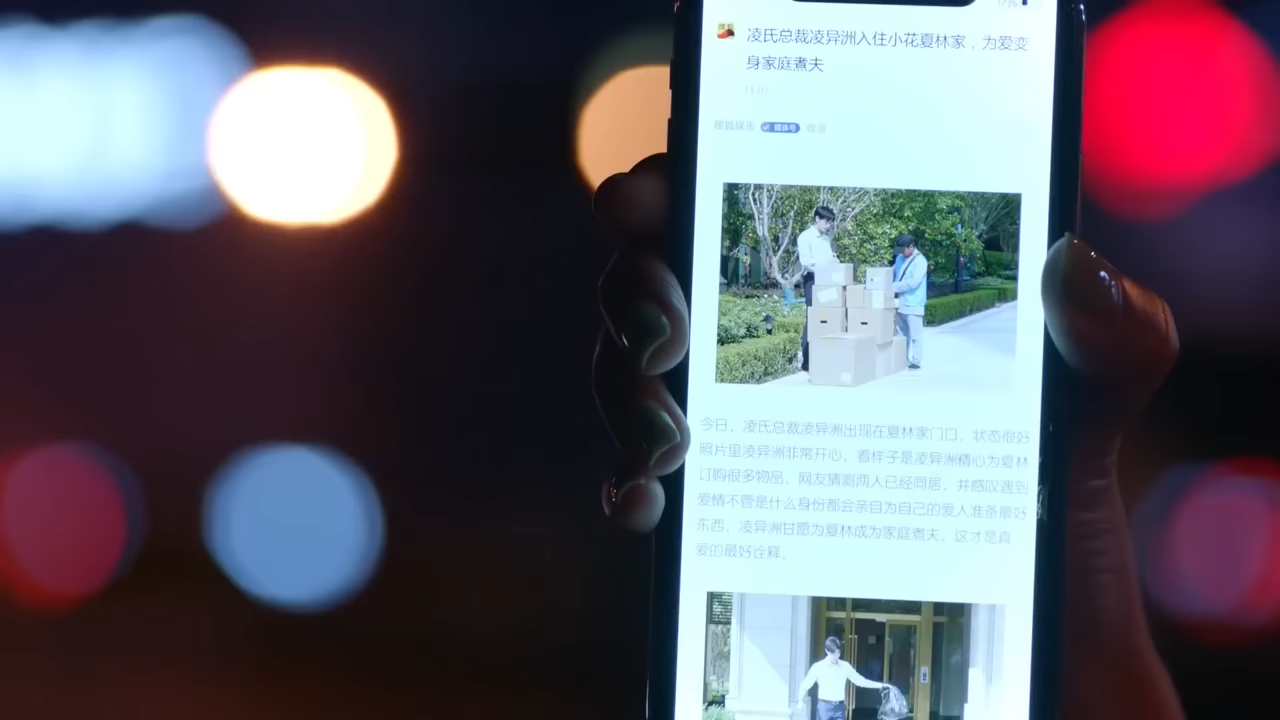 凌氏总裁凌异洲入住小花夏林家，为爱变
身家庭煮夫
11.01
搜狐娱乐 媒体号
今日，凌氏总裁凌异洲出现在夏林家门口，状态很好
照片里凌异洲非常开心，看样子是凌异洲精心为夏林
订购很多物品，网友猜测两人已经同居，并感叹遇到
爱情不管是什么身份都会亲自为自己的爱人准备最好
东西，凌异洲甘愿为夏林成为家庭煮夫，这才是真
爱的最好诠释。